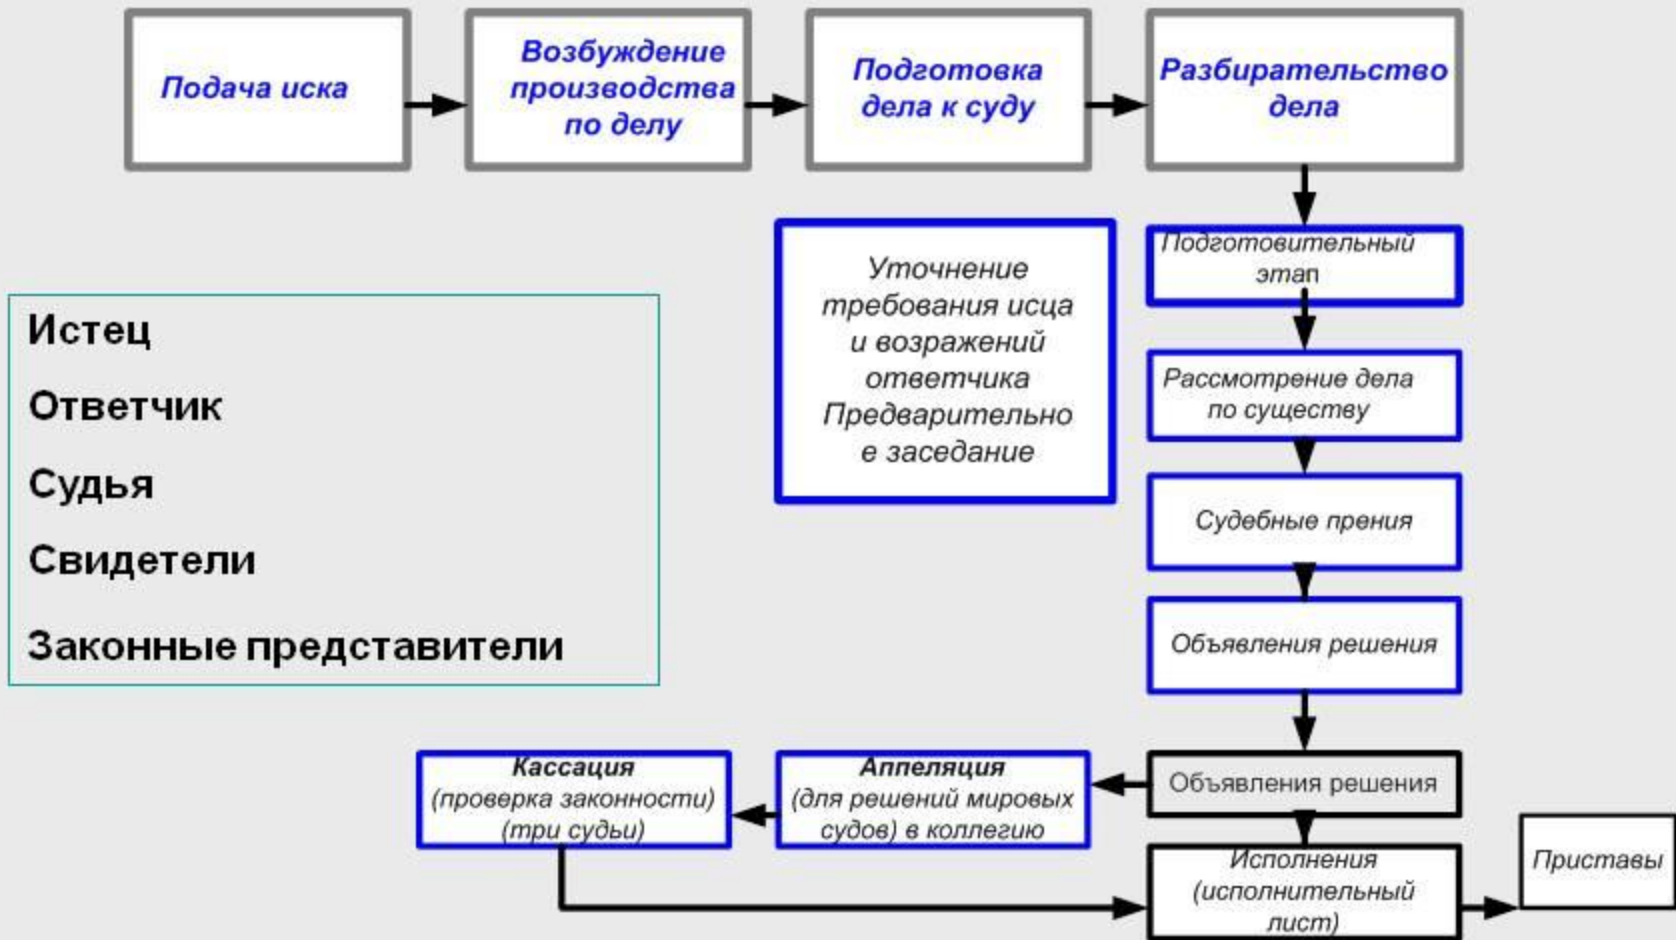 Подача иска
Возбуждение
производства
по делу
Подготовка
дела к суду
Разбирательство
дела
Уточнение
требования исца
и возражений
ответчика
Предварительно
е заседание
Подготовительный
этап
Истец
Ответчик
Судья
Свидетели
Законные представители
Рассмотрение дела
по существу
Судебные прения
Объявления решения
Кассация
(проверка законности)
(три судьи)
Аппеляция
(для решений мировых
судов) в коллегию
Объявления решения
Исполнения
(исполнительный
лист)
Приставы